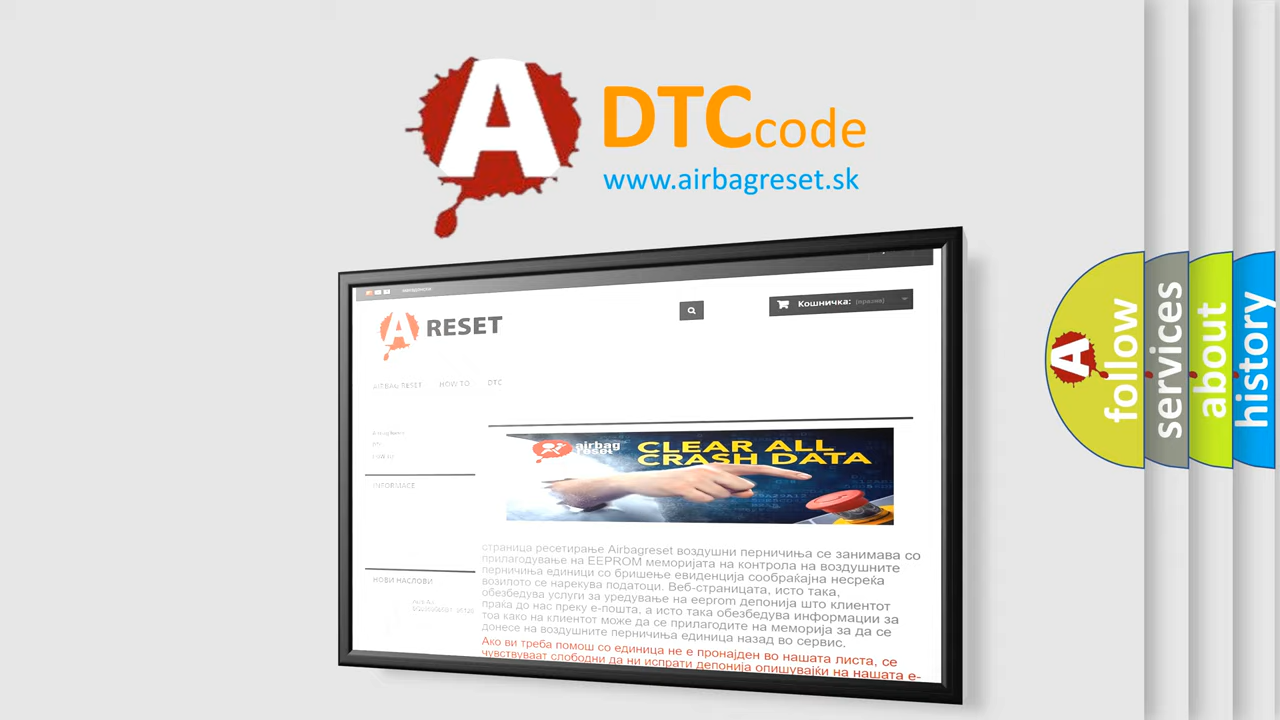 A
DTC code
www.airbagreset.sk
A RESET
Кошничка: (празна)
AIRBAG RESET HOW TO DTC
INFORMACE
НОВИ НАСЛОВИ
airbag reset
CLEAR ALL
CRASH DATA
страница ресетирање Airbagreset воздушни перничиња се занимава со
прилагодување на EEPROM меморијата на контрола на воздушните
перничиња единици со бришење евиденција сообраќајна несреќа
возилото се нарекува податоци. Веб-страницата, исто така,
обезбедува услуги за уредување на eeprom депонија што клиентот
праќа до нас преку е-пошта, а исто така обезбедува информации за
тоа како на клиентот може да се прилагодите на меморија за да се
донесе на воздушните перничиња единица назад во сервис.
Ако ви треба помош со единица не е пронајден во нашата листа, се
чувствуваат слободни да ни испрати депонија опишувајќи на нашата е-
A
follow
services
about
history